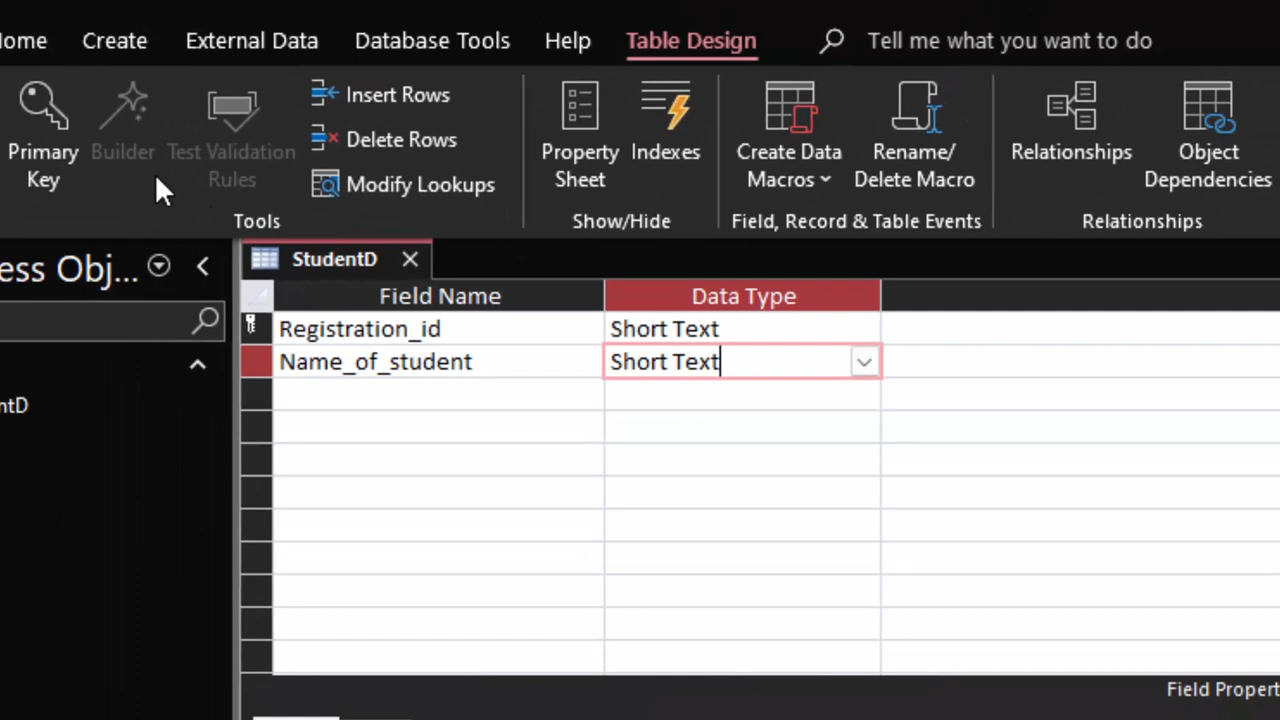 ome Create External Data Database Tools Help Table Design Tell me what you want to do
Primary Key
Builder
Test Validation Rules
Insert Rows
Delete Rows
Modify Lookups
Tools
Property Sheet
Indexes
Show/Hide
Create Data Macros
Rename/ Delete Macro
Field, Record & Table Events
Relationships
Object Dependencies
Relationships
ess Obj...
ntD
StudentD
Field Name Data Type
Registration_id Short Text
Name_of_student Short Text
Field Propert